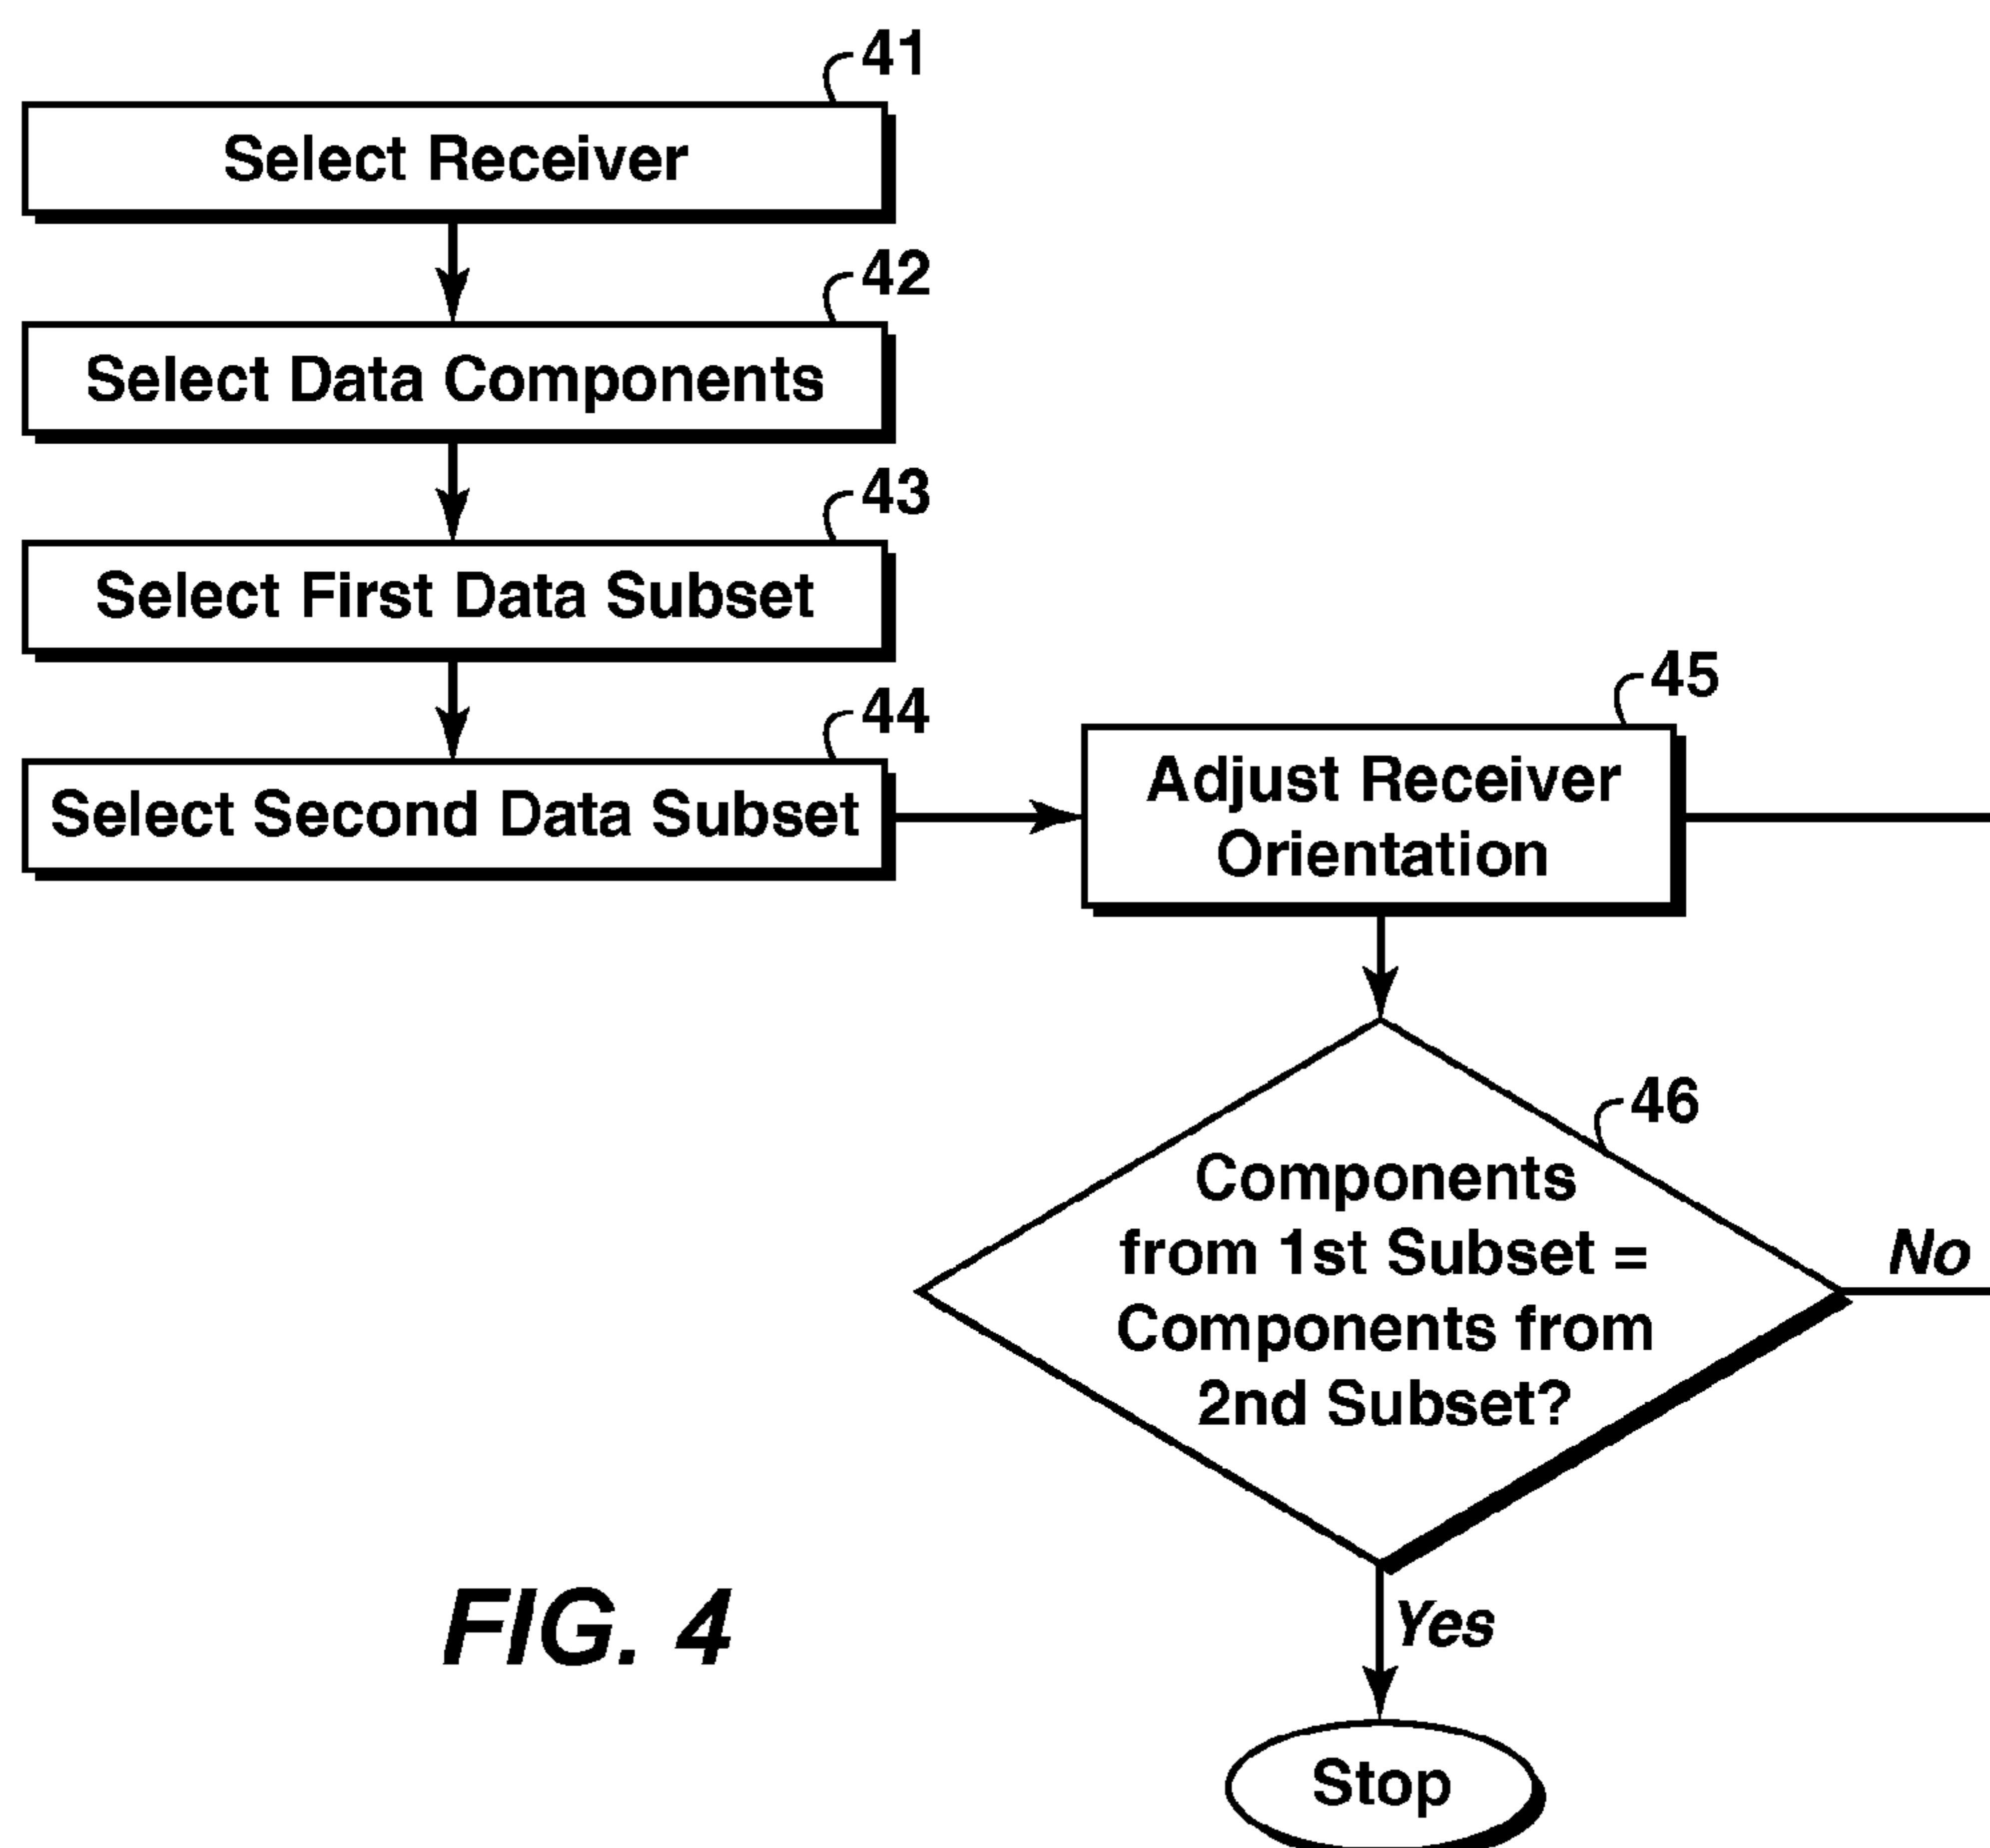 41
Select Receiver
42
Select Data Components
43
Select First Data Subset
44
Select Second Data Subset
45
Adjust Receiver
Orientation
46
Components
from 1st Subset =
Components from
2nd Subset?
No
Yes
Stop
FIG. 4